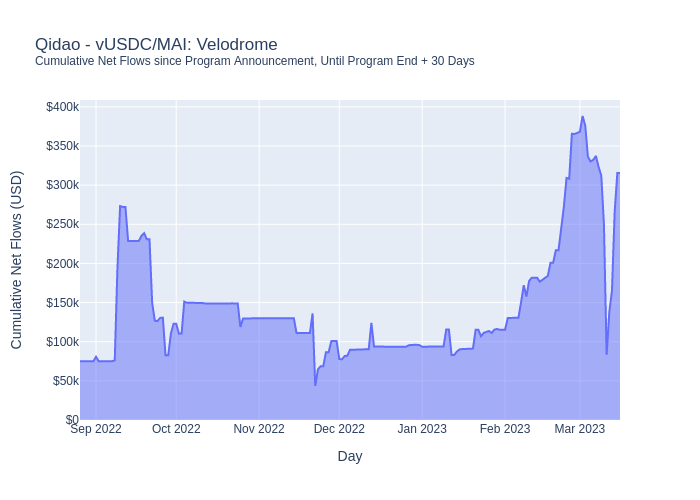 Qidao - vUSDC/MAI: Velodrome
Cumulative Net Flows since Program Announcement, Until Program End + 30 Days
Cumulative Net Flows (USD)
$400k
$350k
$300k
$250k
$200k
$150k
$100k
$50k
$0
Sep 2022
Oct 2022
Nov 2022
Dec 2022
Jan 2023
Feb 2023
Mar 2023
Day